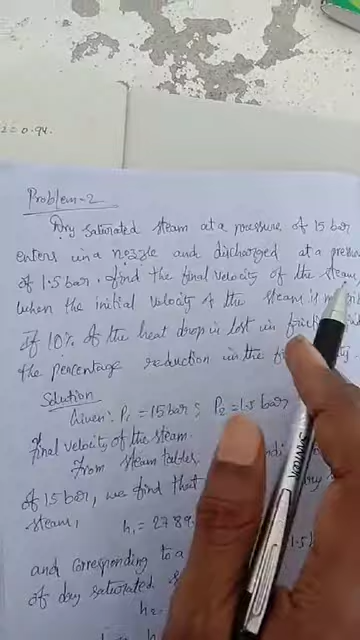 2 = 0.94.
Problem-2
Dry saturated steam at a pressure of 15 bar
enters in a nozzle and discharged at a pressure
of 1.5 bar. find the final velocity of the steam,
when the initial velocity of the steam is
If 10% of the heat drop is lost in friction,
The percentage reduction in the
Solution
Given: P1 = 15 bar ; P2 = 1.5 bar
final velocity of the steam.
From steam tables
of 15 bar, we find that
steam,
h1 = 2789.
and corresponding to a
of dry saturated
h2 =
SANYON